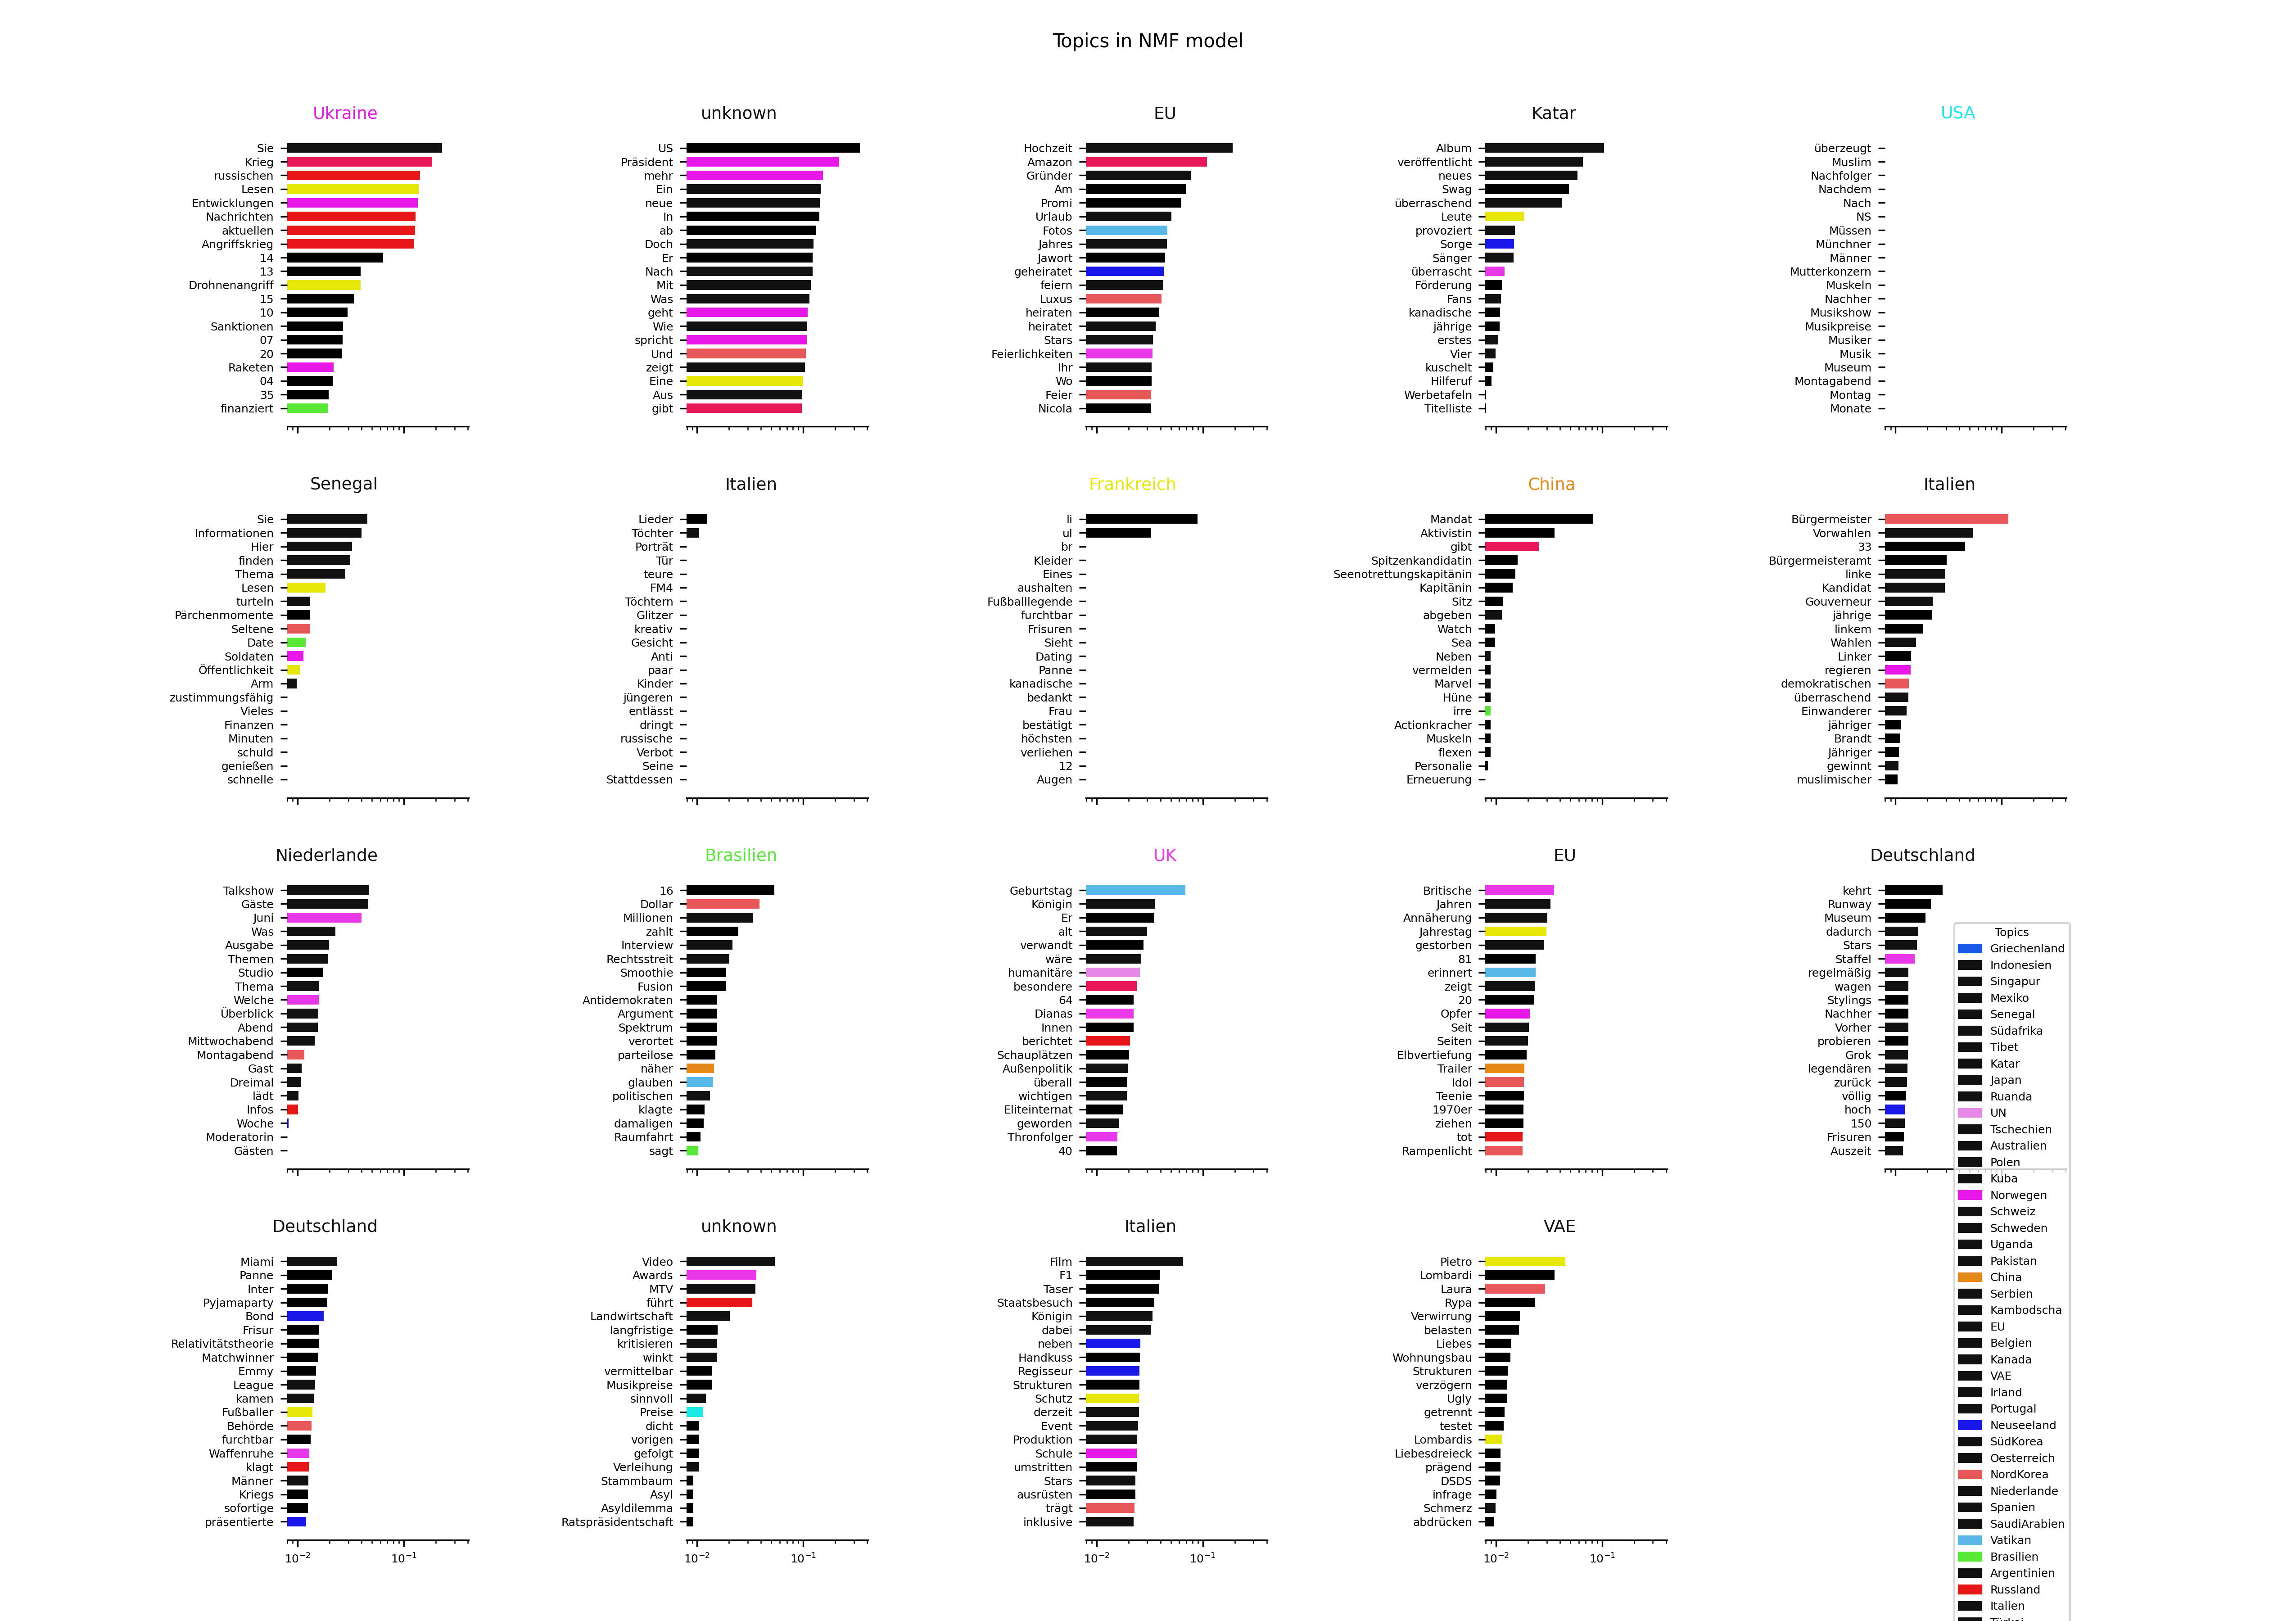 Topics in NMF model
Ukraine
Sie
Krieg
russischen
Lesen
Entwicklungen
Nachrichten
aktuellen
Angriffskrieg
14
13
Drohnenangriff
15
10
Sanktionen
07
20
Raketen
04
35
finanziert
unknown
US
Präsident
mehr
Ein
neue
In
ab
Doch
Er
Nach
Mit
Was
geht
Wie
spricht
Und
zeigt
Eine
Aus
gibt
EU
Hochzeit
Amazon
Gründer
Am
Promi
Urlaub
Fotos
Jahres
Jawort
geheiratet
feiern
Luxus
heiraten
heiratet
Stars
Feierlichkeiten
Ihr
Wo
Feier
Nicola
Katar
Album
veröffentlicht
neues
Swag
überraschend
Leute
provoziert
Sorge
Sänger
überrascht
Förderung
Fans
kanadische
jährige
erstes
Vier
kuschelt
Hilferuf
Werbetafeln
Titelliste
USA
überzeugt
Muslim
Nachfolger
Nachdem
Nach
NS
Müssen
Münchner
Männer
Mutterkonzern
Muskeln
Nachher
Musikshow
Musikpreise
Musiker
Musik
Museum
Montagabend
Montag
Monate
Senegal
Sie
Informationen
Hier
finden
Thema
Lesen
turteln
Pärchenmomente
Seltene
Date
Soldaten
Öffentlichkeit
Arm
zustimmungsfähig
Vieles
Finanzen
Minuten
schuld
genießen
schnelle
Italien
Lieder
Töchter
Porträt
Tür
teure
FM4
Töchtern
Glitzer
kreativ
Gesicht
Anti
paar
Kinder
jüngeren
entlässt
dringt
russische
Verbot
Seine
Stattdessen
Frankreich
li
ul
br
Kleider
Eines
aushalten
Fußballlegende
furchtbar
Frisuren
Sieht
Dating
Panne
kanadische
bedankt
Frau
bestätigt
höchsten
verliehen
12
Augen
China
Mandat
Aktivistin
gibt
Spitzenkandidatin
Seenotrettungskapitänin
Kapitänin
Sitz
abgeben
Watch
Sea
Neben
vermelden
Marvel
Hüne
irre
Actionkracher
Muskeln
flexen
Personalie
Erneuerung
Italien
Bürgermeister
Vorwahlen
33
Bürgermeisteramt
linke
Kandidat
Gouverneur
jährige
linkem
Wahlen
Linker
regieren
demokratischen
überraschend
Einwanderer
jähriger
Brandt
Jähriger
gewinnt
muslimischer
Niederlande
Talkshow
Gäste
Juni
Was
Ausgabe
Themen
Studio
Thema
Welche
Überblick
Abend
Mittwochabend
Montagabend
Gast
Dreimal
lädt
Infos
Woche
Moderatorin
Gästen
Brasilien
16
Dollar
Millionen
zahlt
Interview
Rechtsstreit
Smoothie
Fusion
Antidemokraten
Argument
Spektrum
verortet
parteilose
näher
glauben
politischen
klagte
damaligen
Raumfahrt
sagt
UK
Geburtstag
Königin
Er
alt
verwandt
wäre
humanitäre
besondere
64
Dianas
Innen
berichtet
Schauplätzen
Außenpolitik
überall
wichtigen
Eliteinternat
geworden
Thronfolger
40
EU
Britische
Jahren
Annäherung
Jahrestag
gestorben
81
erinnert
zeigt
20
Opfer
Seit
Seiten
Elbvertiefung
Trailer
Idol
Teenie
1970er
ziehen
tot
Rampenlicht
Deutschland
kehrt
Runway
Museum
dadurch
Stars
Staffel
regelmäßig
wagen
Stylings
Nachher
Vorher
probieren
Grok
legendären
zurück
völlig
hoch
150
Frisuren
Auszeit
Deutschland
Miami
Panne
Inter
Pyjamaparty
Bond
Frisur
Relativitätstheorie
Matchwinner
Emmy
League
kamen
Fußballer
Behörde
furchtbar
Waffenruhe
klagt
Männer
Kriegs
sofortige
präsentierte
10⁻² 10⁻¹
unknown
Video
Awards
MTV
führt
Landwirtschaft
langfristige
kritisieren
winkt
vermittelbar
Musikpreise
sinnvoll
Preise
dicht
vorigen
gefolgt
Verleihung
Stammbaum
Asyl
Asyldilemma
Ratspräsidentschaft
10⁻² 10⁻¹
Italien
Film
F1
Taser
Staatsbesuch
Königin
dabei
neben
Handkuss
Regisseur
Strukturen
Schutz
derzeit
Event
Produktion
Schule
umstritten
Stars
ausrüsten
trägt
inklusive
10⁻² 10⁻¹
VAE
Pietro
Lombardi
Laura
Rypa
Verwirrung
belasten
Liebes
Wohnungsbau
Strukturen
verzögern
Ugly
getrennt
testet
Lombardis
Liebesdreieck
prägend
DSDS
infrage
Schmerz
abdrücken
10⁻² 10⁻¹
Topics
Griechenland
Indonesien
Singapur
Mexiko
Senegal
Südafrika
Tibet
Katar
Japan
Ruanda
UN
Tschechien
Australien
Polen
Kuba
Norwegen
Schweiz
Schweden
Uganda
Pakistan
China
Serbien
Kambodscha
EU
Belgien
Kanada
VAE
Irland
Portugal
Neuseeland
SüdKorea
Oesterreich
NordKorea
Niederlande
Spanien
SaudiArabien
Vatikan
Brasilien
Argentinien
Russland
Italien